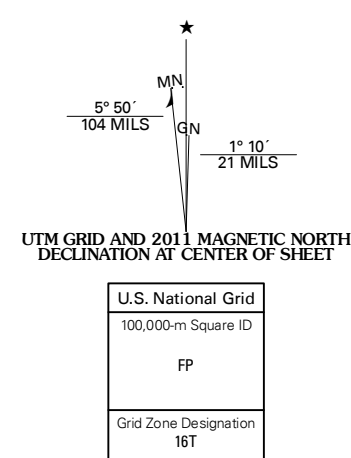 ★
M.N.
5° 50´
104 MILS
GN
1° 10´
21 MILS
UTM GRID AND 2011 MAGNETIC NORTH
DECLINATION AT CENTER OF SHEET
U.S. National Grid
100,000-m Square ID
FP
Grid Zone Designation
16T